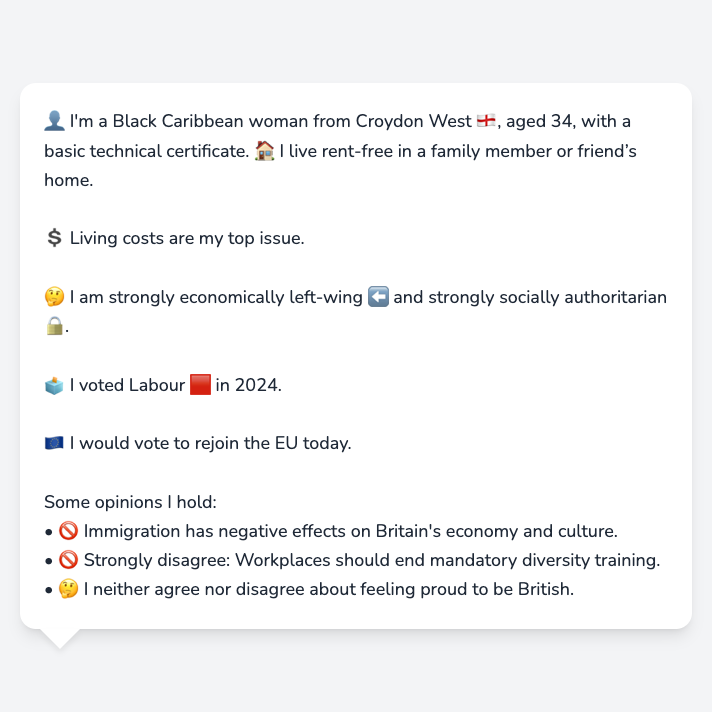 👤 I'm a Black Caribbean woman from Croydon West 🏴󠁧󠁢󠁥󠁮󠁧󠁿, aged 34, with a
basic technical certificate. 🏠 I live rent-free in a family member or friend’s
home.
💲 Living costs are my top issue.
🤔 I am strongly economically left-wing ⬅️ and strongly socially authoritarian
🔒.
🗳️ I voted Labour 🟥 in 2024.
🇪🇺 I would vote to rejoin the EU today.
Some opinions I hold:
• 🚫 Immigration has negative effects on Britain's economy and culture.
• 🚫 Strongly disagree: Workplaces should end mandatory diversity training.
• 🤔 I neither agree nor disagree about feeling proud to be British.